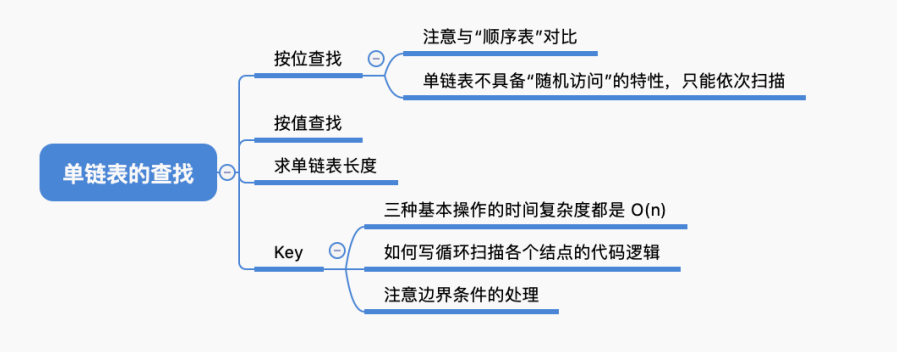 单链表的查找
按位查找
注意与“顺序表”对比
单链表不具备“随机访问”的特性，只能依次扫描
按值查找
求单链表长度
Key
三种基本操作的时间复杂度都是 O(n)
如何写循环扫描各个结点的代码逻辑
注意边界条件的处理